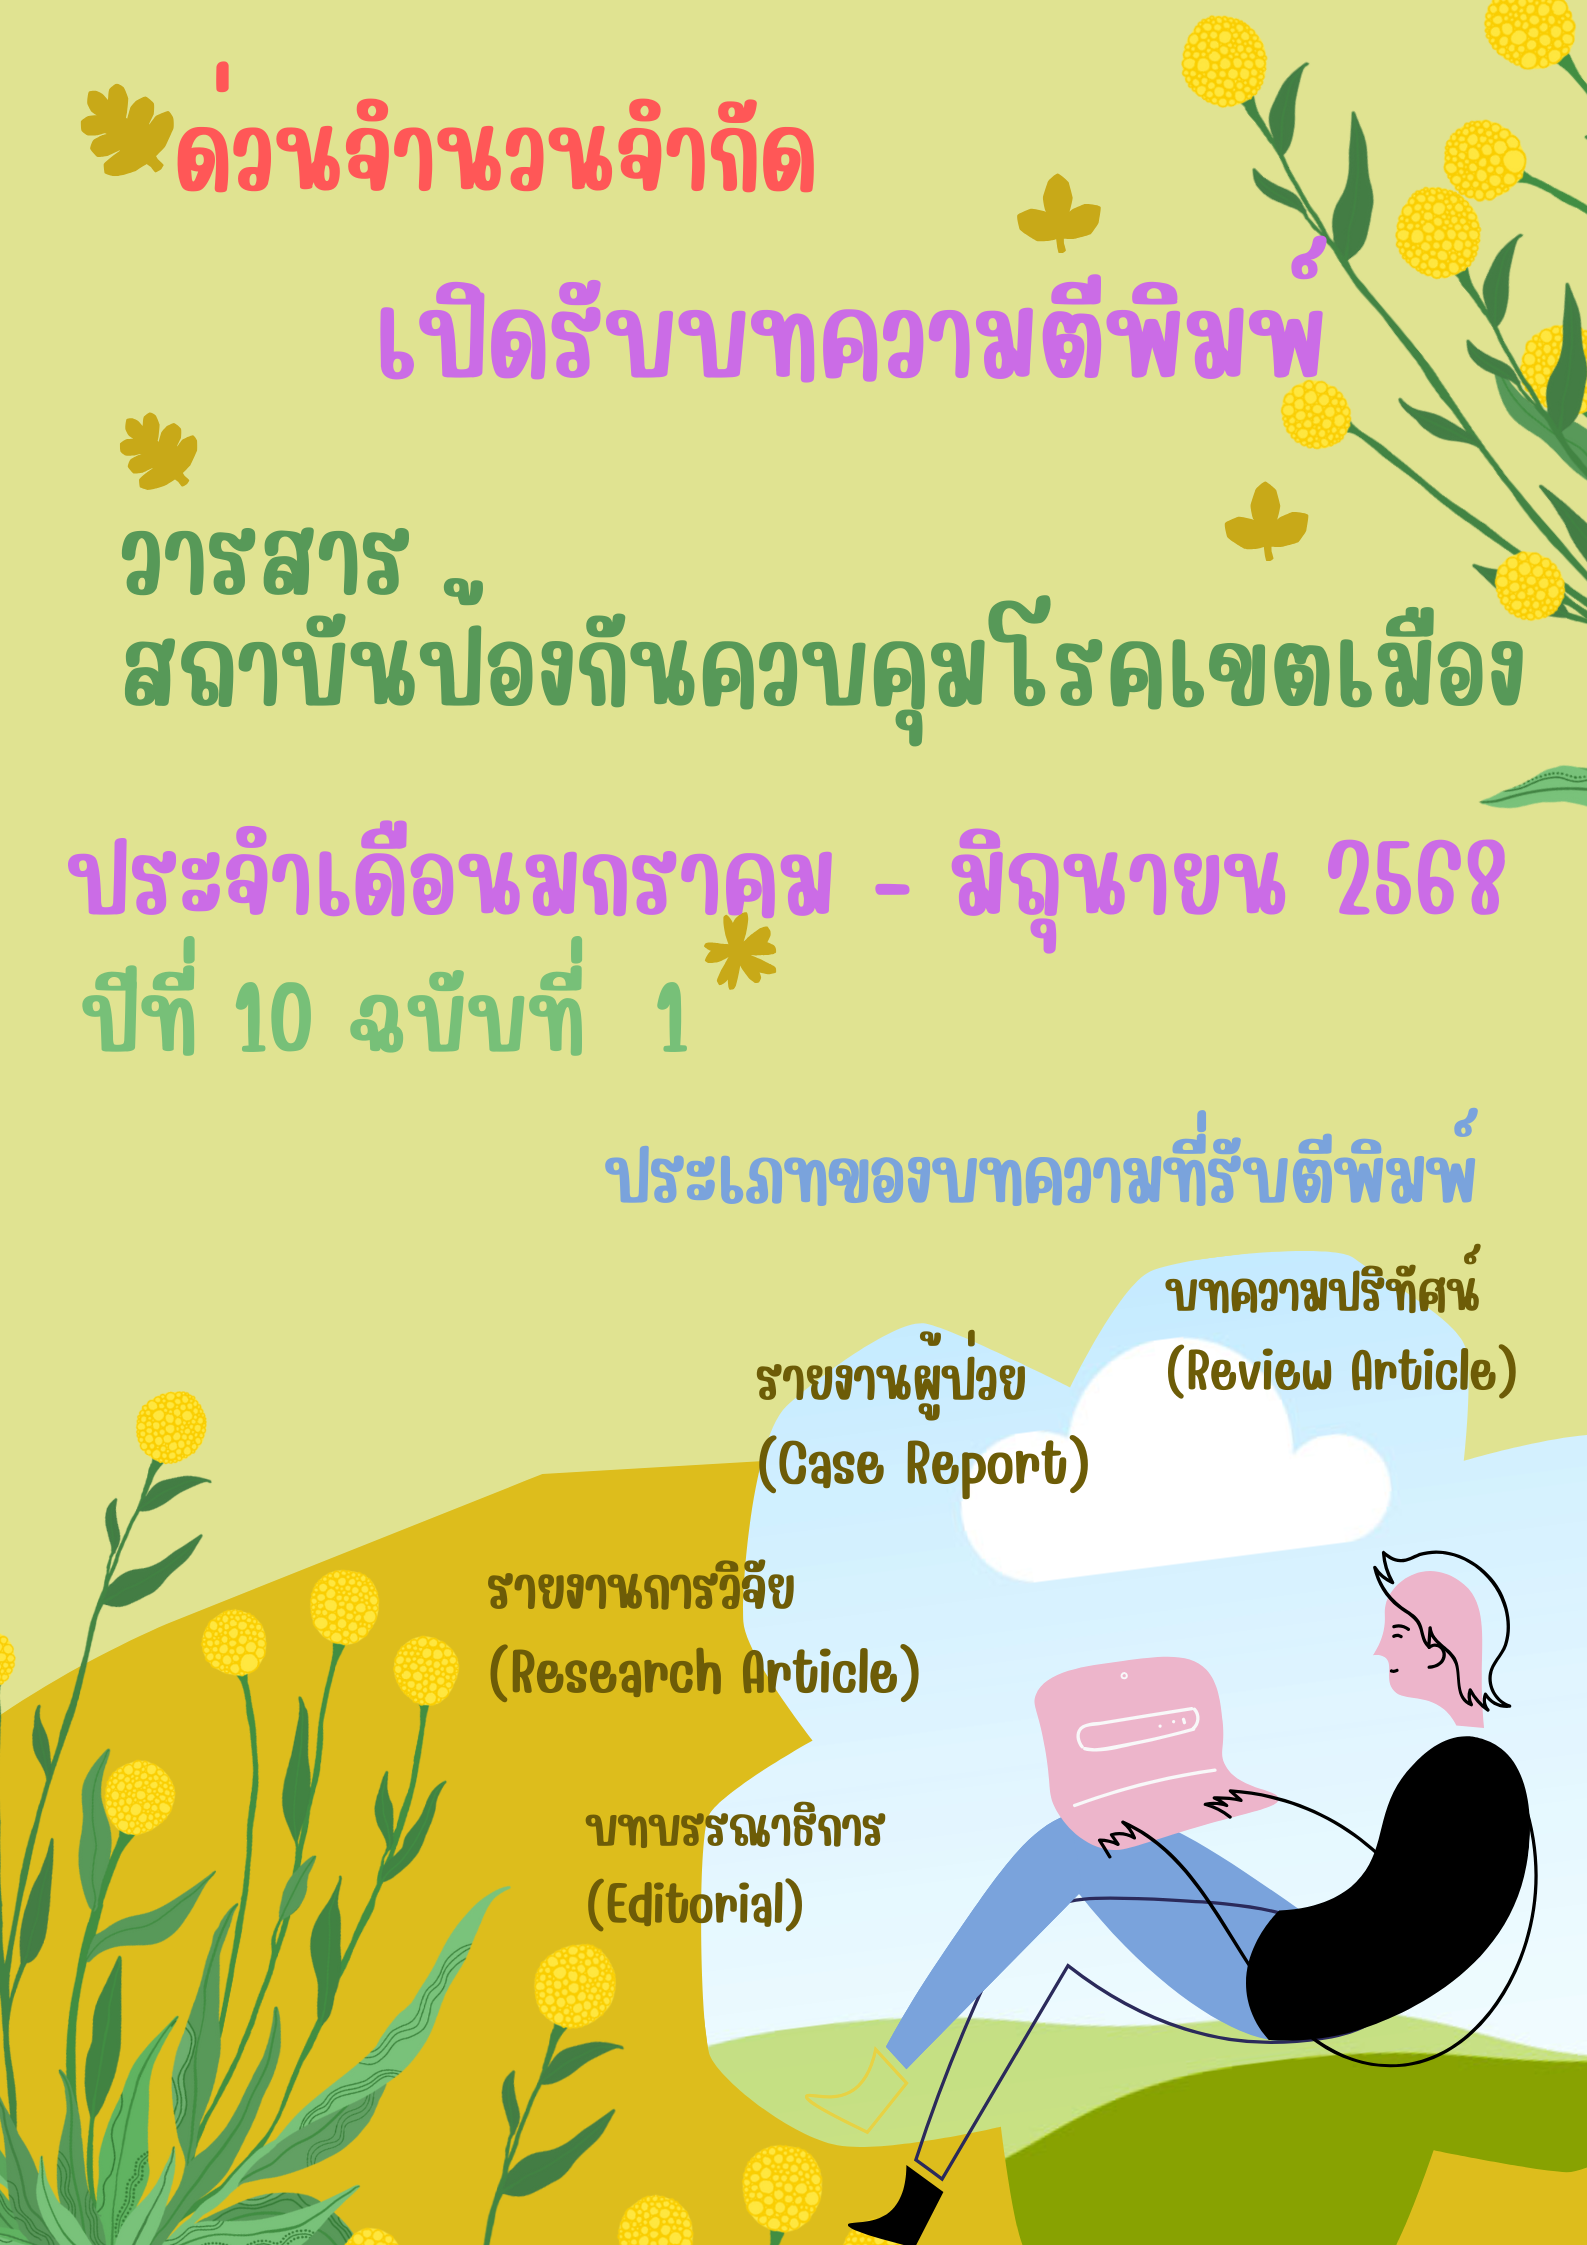 ด่วนจำนวนจำกัด
เปิดรับบทความตีพิมพ์
วารสาร
สถาบันป้องกันควบคุมโรคเขตเมือง
ประจำเดือนมกราคม - มิถุนายน 2568
ปีที่ 10 ฉบับที่ 1
ประเภทของบทความที่รับตีพิมพ์
บทความปริทัศน์
(Review Article)
รายงานผู้ป่วย
(Case Report)
รายงานการวิจัย
(Research Article)
บทบรรณาธิการ
(Editorial)